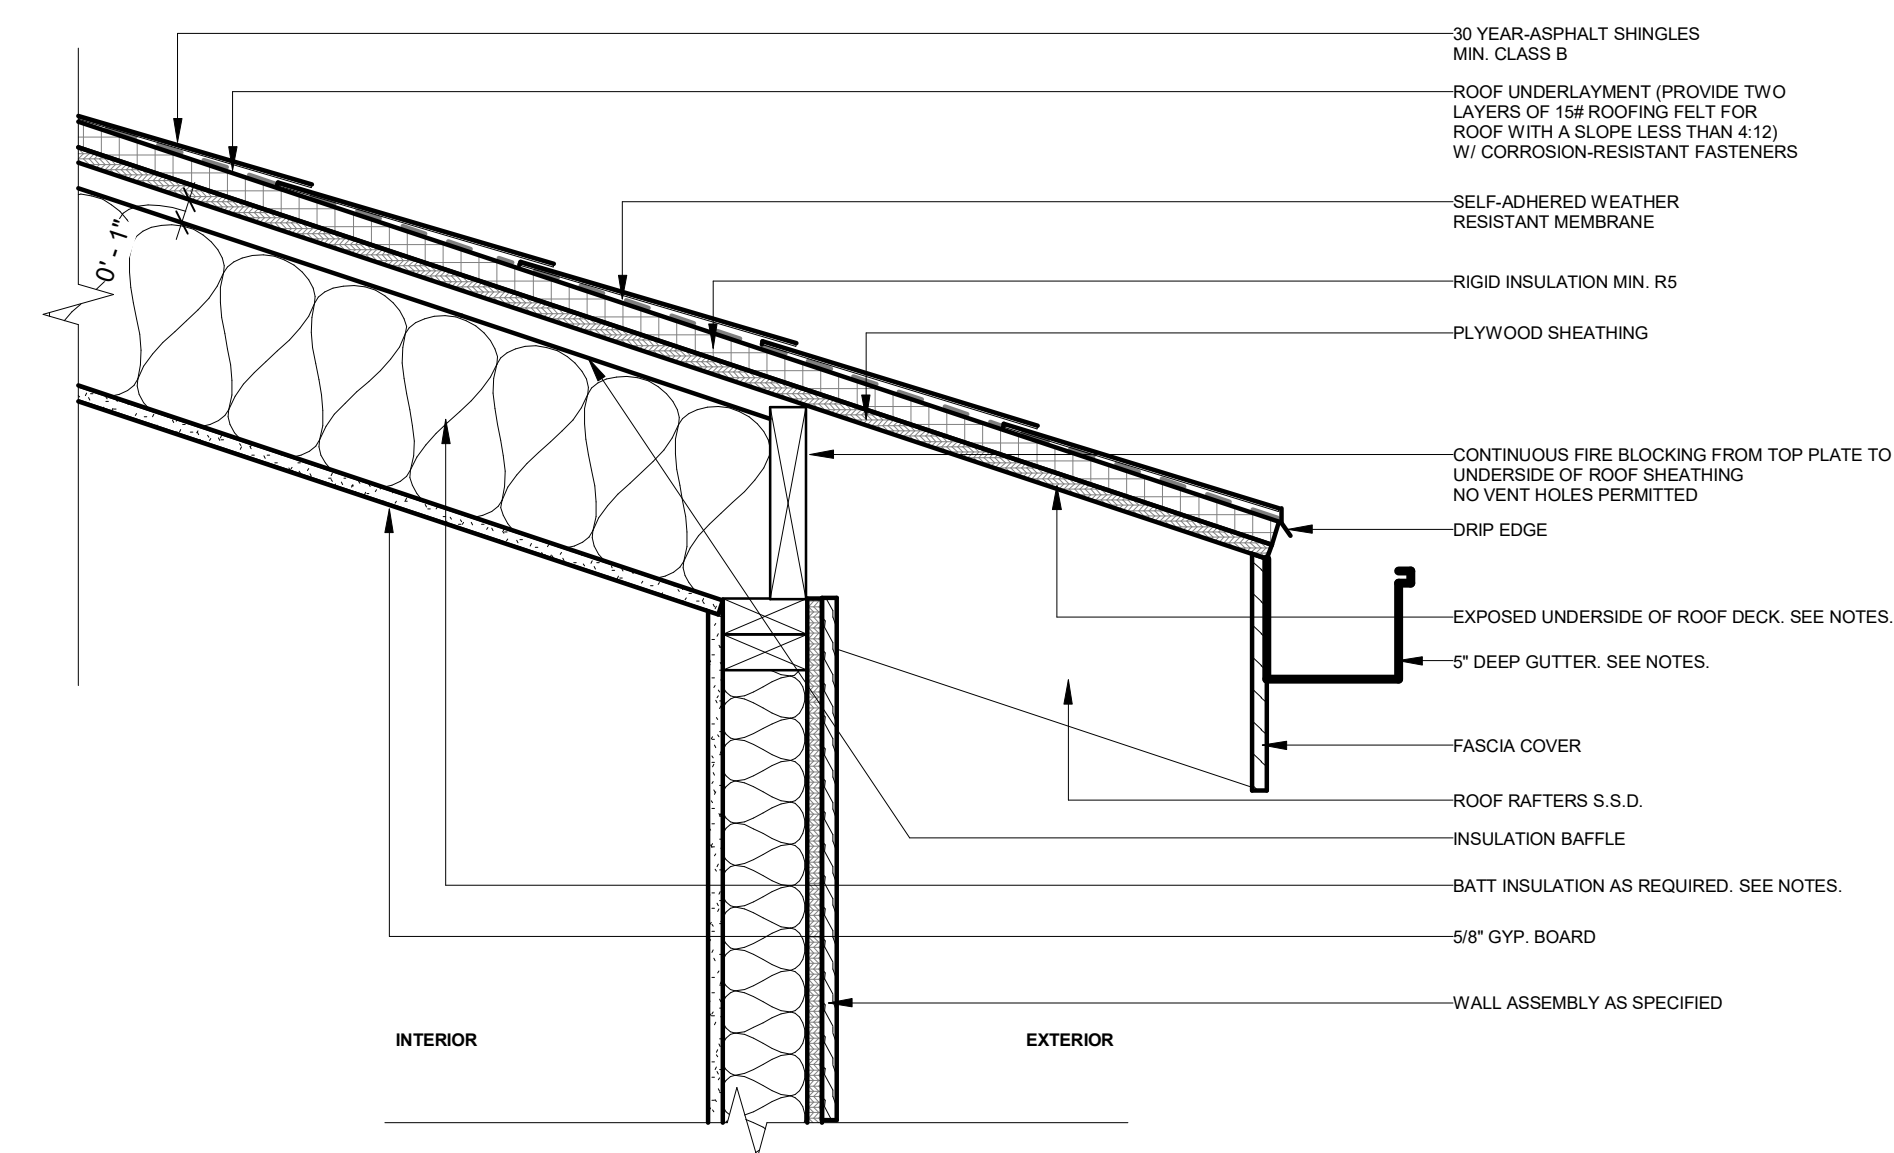 30 YEAR-ASPHALT SHINGLES
MIN. CLASS B
ROOF UNDERLAYMENT (PROVIDE TWO
LAYERS OF 15# ROOFING FELT FOR
ROOF WITH A SLOPE LESS THAN 4:12)
W/ CORROSION-RESISTANT FASTENERS
SELF-ADHERED WEATHER
RESISTANT MEMBRANE
0' - 1"
RIGID INSULATION MIN. R5
PLYWOOD SHEATHING
CONTINUOUS FIRE BLOCKING FROM TOP PLATE TO
UNDERSIDE OF ROOF SHEATHING
NO VENT HOLES PERMITTED
DRIP EDGE
EXPOSED UNDERSIDE OF ROOF DECK. SEE NOTES.
5" DEEP GUTTER. SEE NOTES.
FASCIA COVER
ROOF RAFTERS S.S.D.
INSULATION BAFFLE
BATT INSULATION AS REQUIRED. SEE NOTES.
5/8" GYP. BOARD
WALL ASSEMBLY AS SPECIFIED
INTERIOR
EXTERIOR